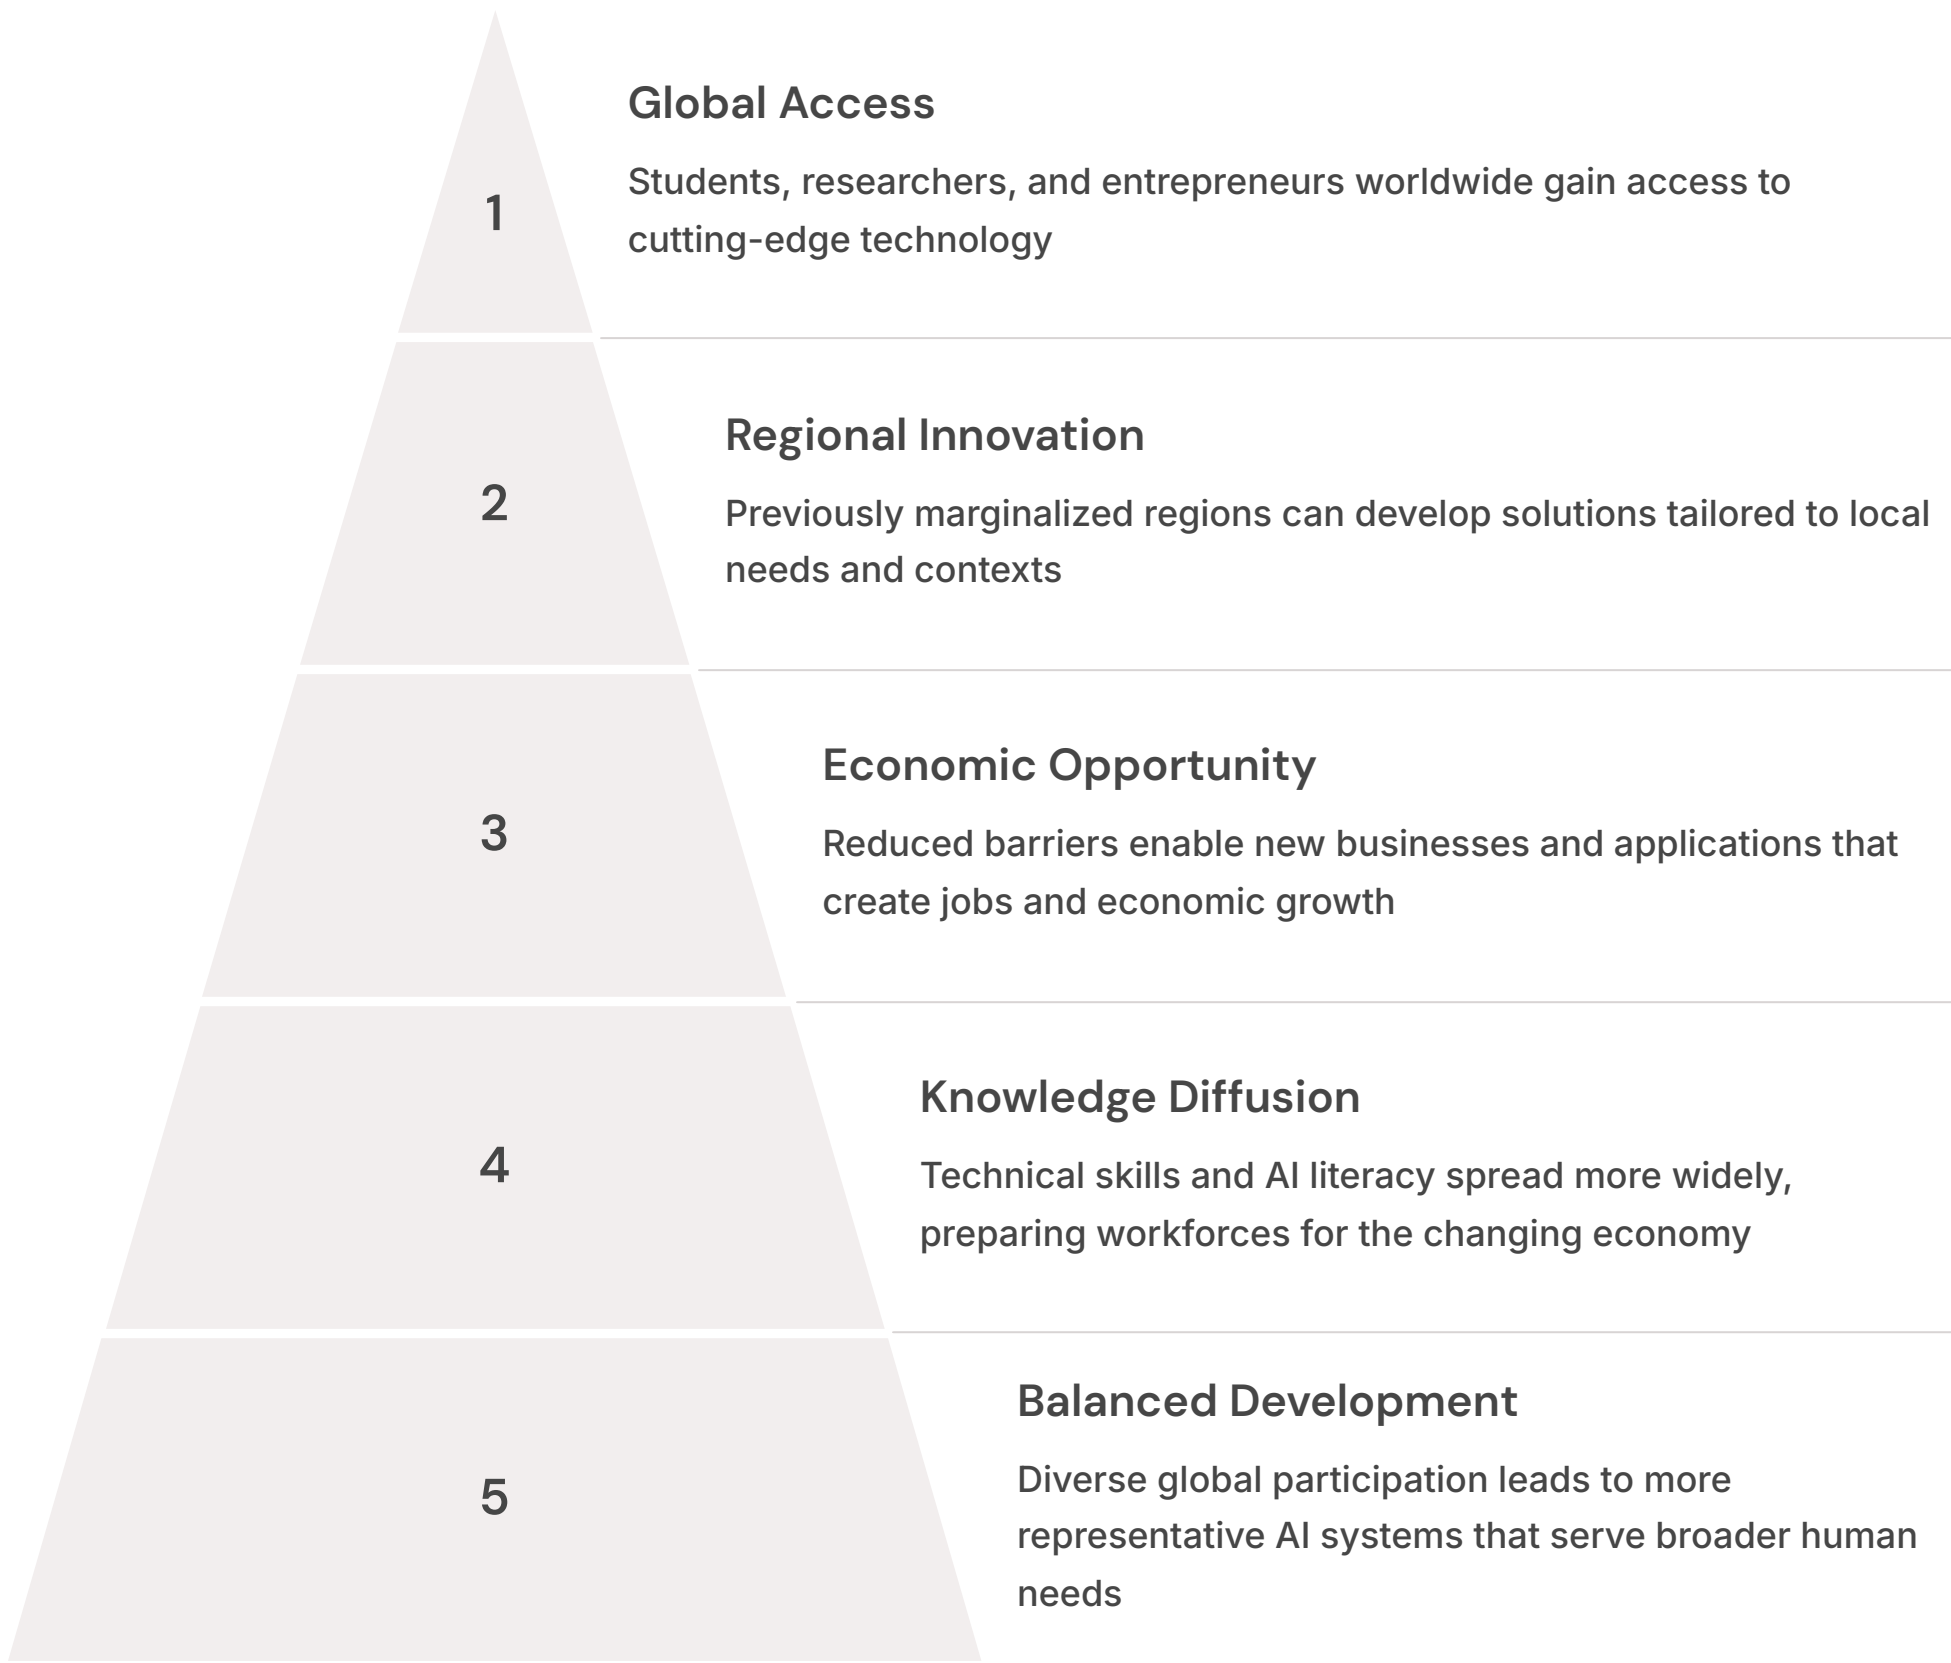 Global Access
Students, researchers, and entrepreneurs worldwide gain access to
cutting-edge technology
1
Regional Innovation
Previously marginalized regions can develop solutions tailored to local
needs and contexts
2
Economic Opportunity
Reduced barriers enable new businesses and applications that
create jobs and economic growth
3
Knowledge Diffusion
Technical skills and AI literacy spread more widely,
preparing workforces for the changing economy
4
Balanced Development
Diverse global participation leads to more
representative AI systems that serve broader human
needs
5